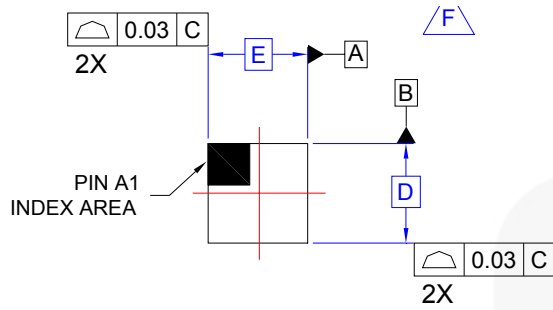 0.03 C
2X
E
A
F
B
PIN A1
INDEX AREA
D
0.03 C
2X